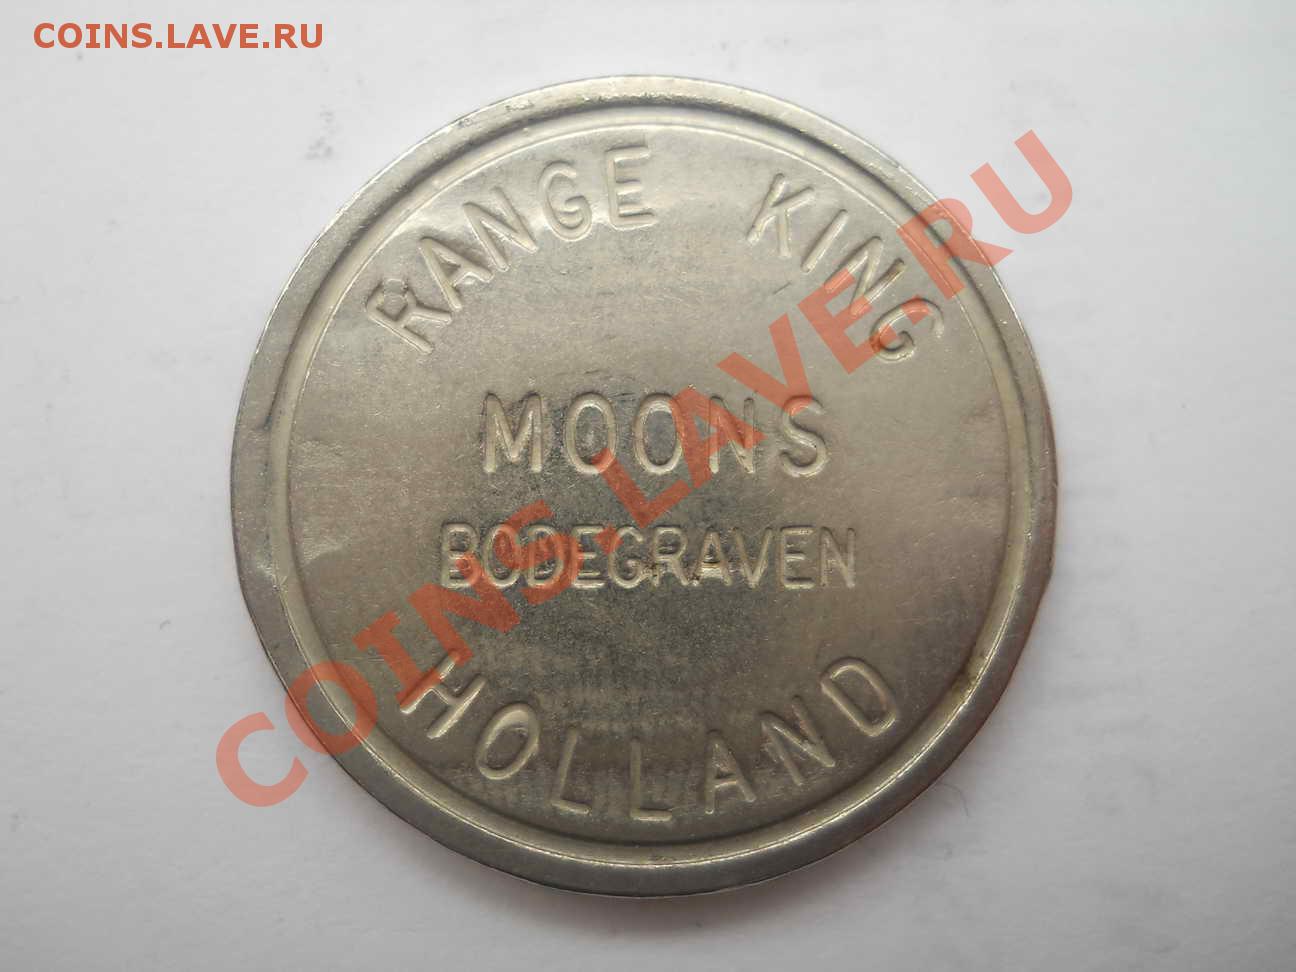 COINS.LAVE.RU
RANGE KING
MOONS
BODEGRAVEN
HOLLAND
COINS.LAVE.RU